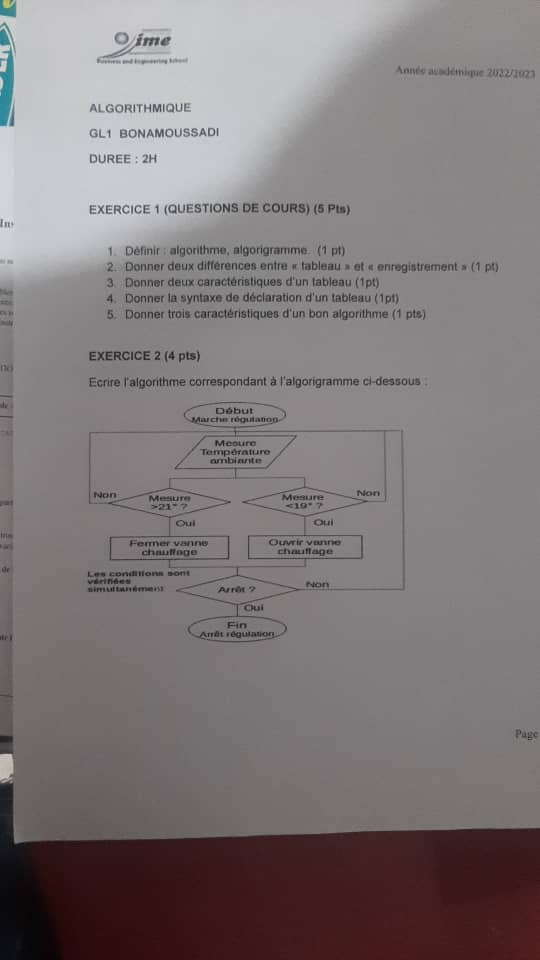 ime
Business and Engineering School
Année académique 2022/2023
ALGORITHMIQUE
GL1 BONAMOUSSADI
DUREE : 2H
EXERCICE 1 (QUESTIONS DE COURS) (5 Pts)
1. Définir : algorithme, algorigramme. (1 pt)
2. Donner deux différences entre « tableau » et « enregistrement » (1 pt)
3. Donner deux caractéristiques d'un tableau (1pt)
4. Donner la syntaxe de déclaration d'un tableau (1pt)
5. Donner trois caractéristiques d'un bon algorithme (1 pts)
EXERCICE 2 (4 pts)
Ecrire l'algorithme correspondant à l'algorigramme ci-dessous :
Début
Marche régulation
Mesure
Température
ambiante
Non
Mesure
>21° ?
Mesure
<19° ?
Non
Oui
Oui
Fermer vanne
chauffage
Ouvrir vanne
chauffage
Les conditions sont
vérifiées
simultanément
Arrêt ?
Non
Oui
Fin
Arrêt régulation
Page